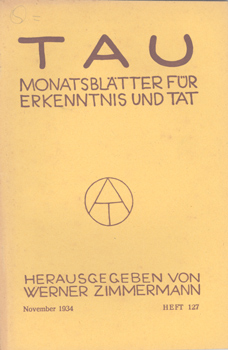 TAU
MONATSBLÄTTER FÜR
ERKENNTNIS UND TAT
HERAUSGEGEBEN VON
WERNER ZIMMERMANN
November 1934 HEFT 127